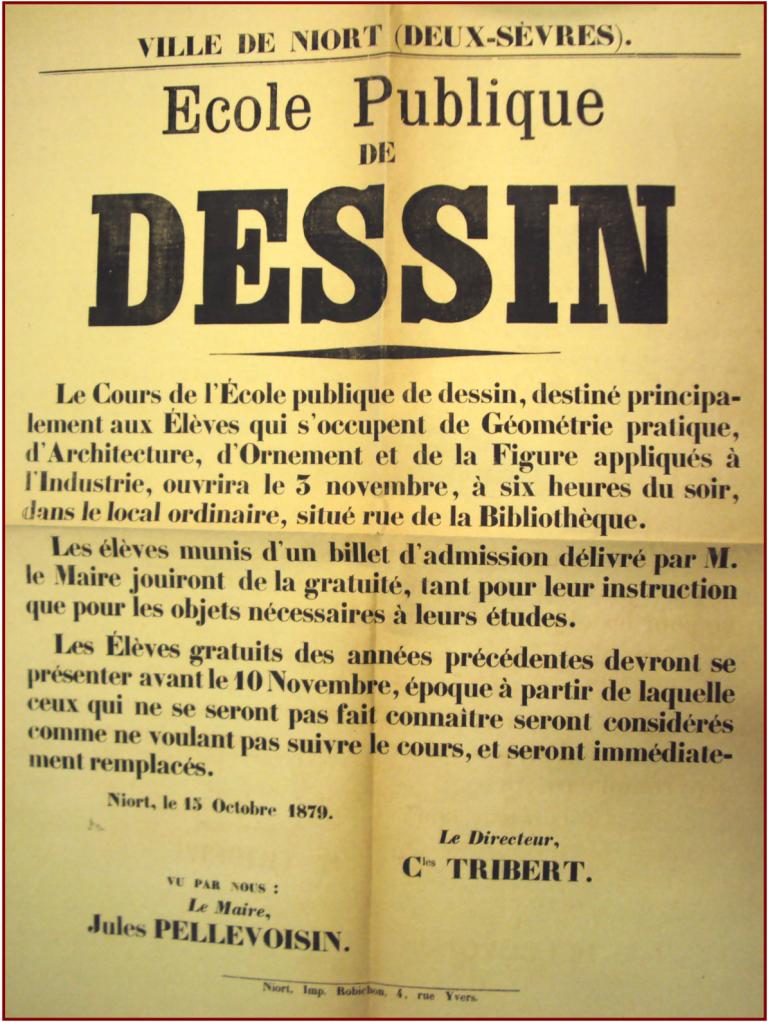 VILLE DE NIORT (DEUX-SÈVRES).
Ecole Publique
DE
DESSIN
Le Cours de l'École publique de dessin, destiné principa-
lement aux Élèves qui s'occupent de Géométrie pratique,
d'Architecture, d'Ornement et de la Figure appliqués à
l'Industrie, ouvrira le 3 novembre, à six heures du soir,
dans le local ordinaire, situé rue de la Bibliothèque.
Les élèves munis d'un billet d'admission délivré par M.
le Maire jouiront de la gratuité, tant pour leur instruction
que pour les objets nécessaires à leurs études.
Les Élèves gratuits des années précédentes devront se
présenter avant le 10 Novembre, époque à partir de laquelle
ceux qui ne se seront pas fait connaître seront considérés
comme ne voulant pas suivre le cours, et seront immédiate-
ment remplacés.
Niort, le 15 Octobre 1879.
Le Directeur,
Cles TRIBERT.
VU PAR NOUS :
Le Maire,
Jules PELLEVOISIN.
Niort, Imp. Robichon, 4, rue Yvers.